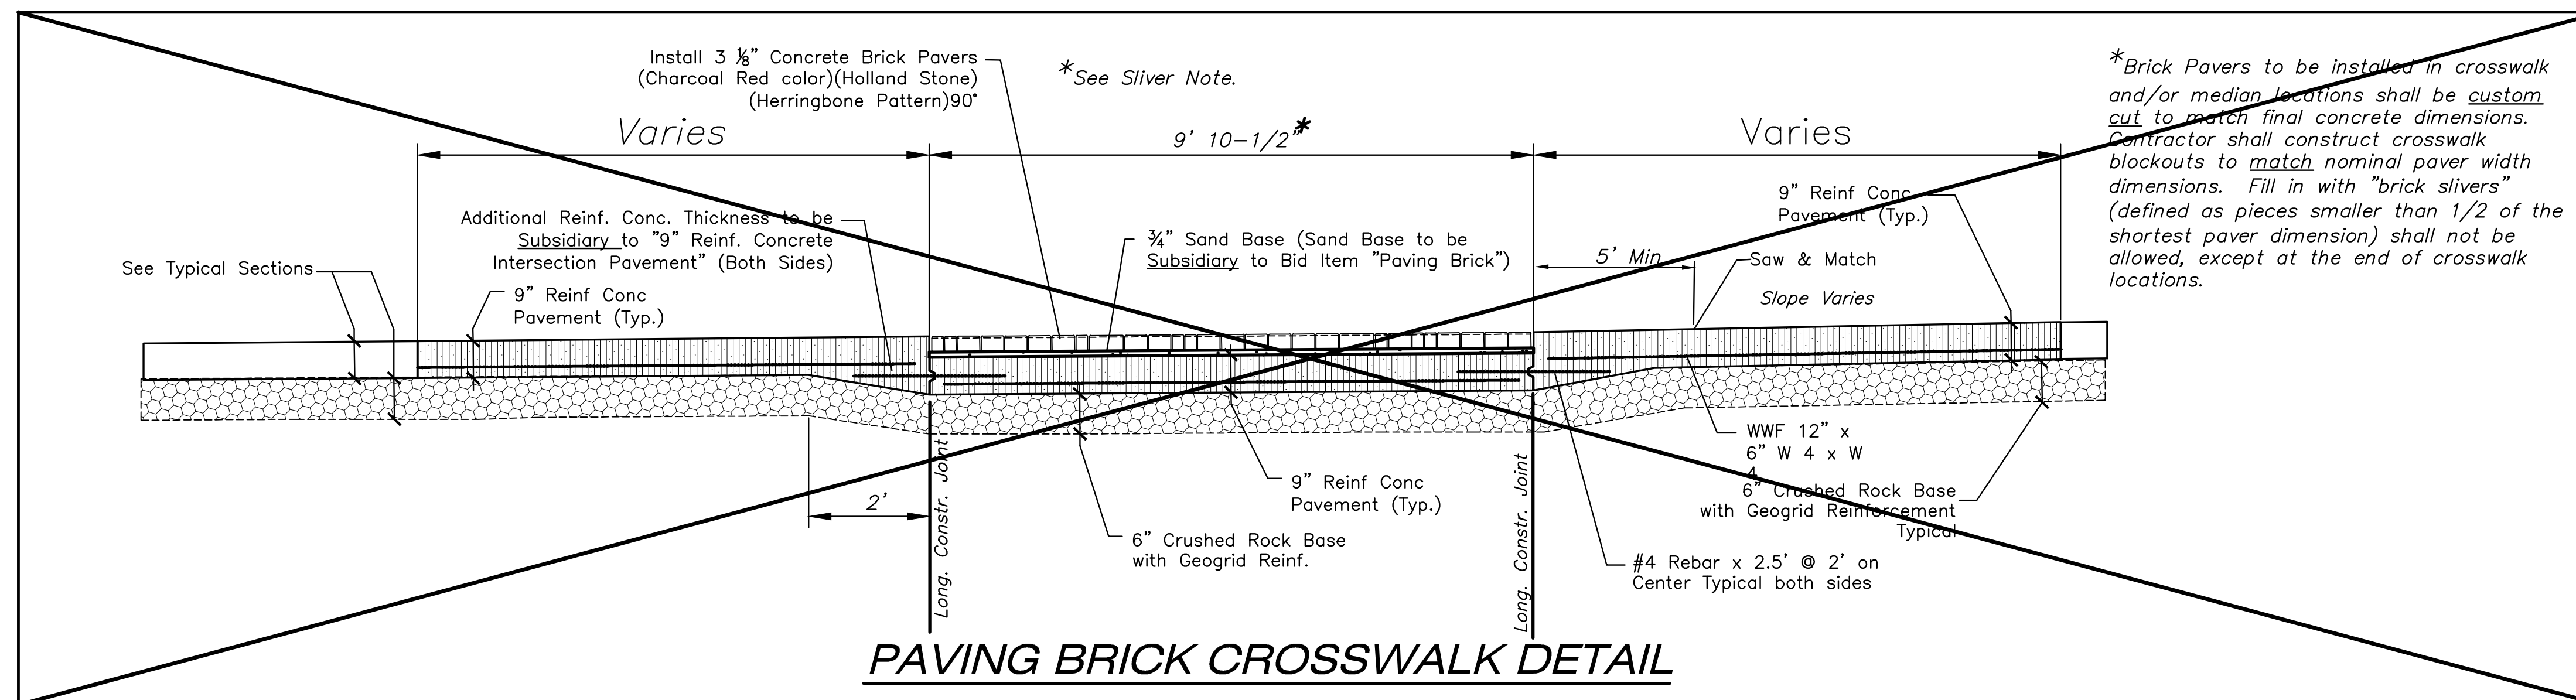 Install 3 ⅛" Concrete Brick Pavers
(Charcoal Red color)(Holland Stone)
(Herringbone Pattern)90°
*See Sliver Note.
*Brick Pavers to be installed in crosswalk
and/or median locations shall be custom
cut to match final concrete dimensions.
Contractor shall construct crosswalk
blockouts to match nominal paver width
dimensions. Fill in with "brick slivers"
(defined as pieces smaller than 1/2 of the
shortest paver dimension) shall not be
allowed, except at the end of crosswalk
locations.
Varies
9' 10-1/2"*
Varies
9" Reinf Conc
Pavement (Typ.)
Additional Reinf. Conc. Thickness to be
Subsidiary to "9" Reinf. Concrete
Intersection Pavement" (Both Sides)
¾" Sand Base (Sand Base to be
Subsidiary to Bid Item "Paving Brick")
5' Min
Saw & Match
Slope Varies
See Typical Sections
9" Reinf Conc
Pavement (Typ.)
WWF 12" x
6" W 4 x W
4
6" Crushed Rock Base
with Geogrid Reinforcement
Typical
9" Reinf Conc
Pavement (Typ.)
2'
Long. Constr. Joint
6" Crushed Rock Base
with Geogrid Reinf.
Long. Constr. Joint
#4 Rebar x 2.5' @ 2' on
Center Typical both sides
PAVING BRICK CROSSWALK DETAIL